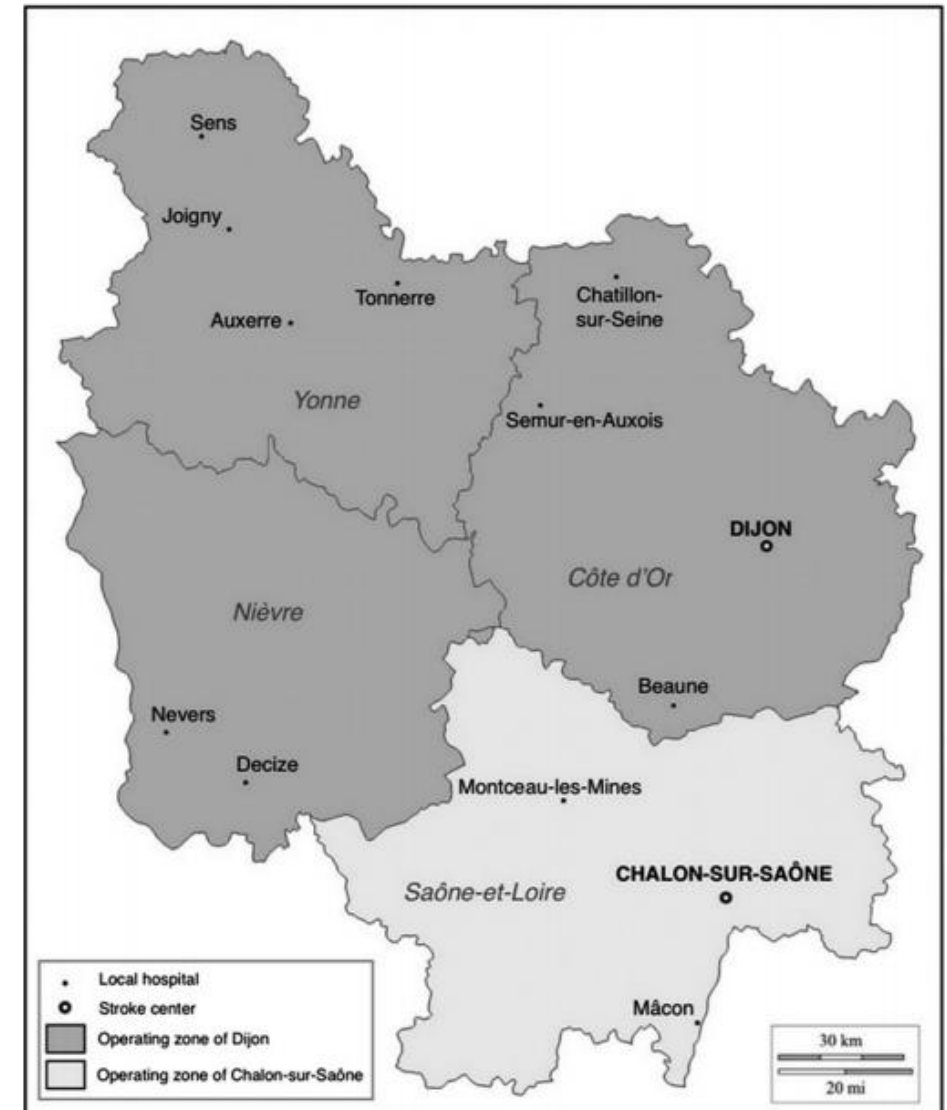 Sens
Joigny
Tonnerre
Auxerre
Yonne
Chatillon-
sur-Seine
Semur-en-Auxois
DIJON
Côte d'Or
Nièvre
Beaune
Nevers
Decize
Montceau-les-Mines
CHALON-SUR-SAÔNE
Saône-et-Loire
Mâcon
Local hospital
Stroke center
Operating zone of Dijon
Operating zone of Chalon-sur-Saône
30 km
20 mi